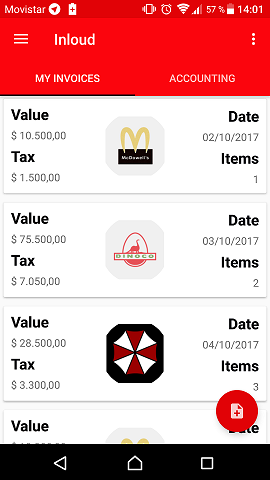 Movistar 57 % 14:01
Inloud
MY INVOICES ACCOUNTING
Value Date
$ 10.500,00 02/10/2017
McDowell's
Tax Items
$ 1.500,00 1
Value Date
$ 75.500,00 03/10/2017
DINOCO
Tax Items
$ 7.050,00 2
Value Date
$ 28.500,00 04/10/2017
Tax Items
$ 3.300,00 3
Value Date